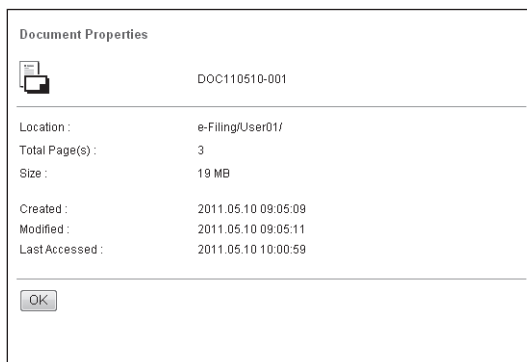 Document Properties
DOC110510-001
Location : e-Filing/User01/
Total Page(s) : 3
Size : 19 MB
Created : 2011.05.10 09:05:09
Modified : 2011.05.10 09:05:11
Last Accessed : 2011.05.10 10:00:59
OK